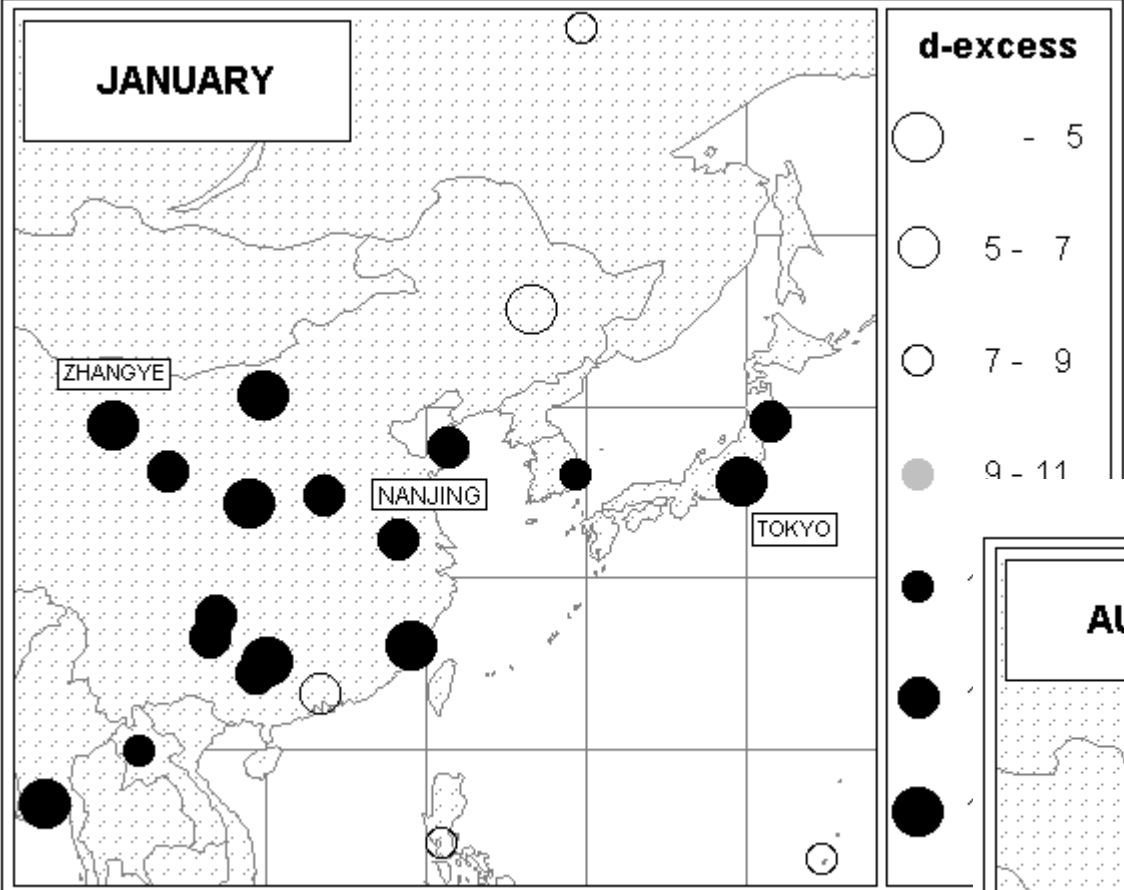 JANUARY
d-excess
- 5
5 - 7
7 - 9
9 - 11
ZHANGYE
NANJING
TOKYO